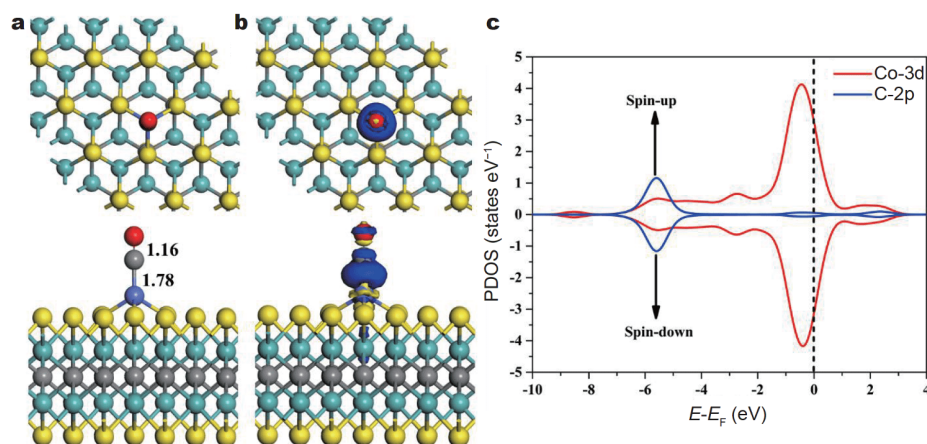 a
b
c
1.16
1.78
PDOS (states eV⁻¹)
5
4
3
2
1
0
-1
-2
-3
-4
-5
Co-3d
C-2p
Spin-up
Spin-down
-10 -8 -6 -4 -2 0 2 4
E-E_F (eV)